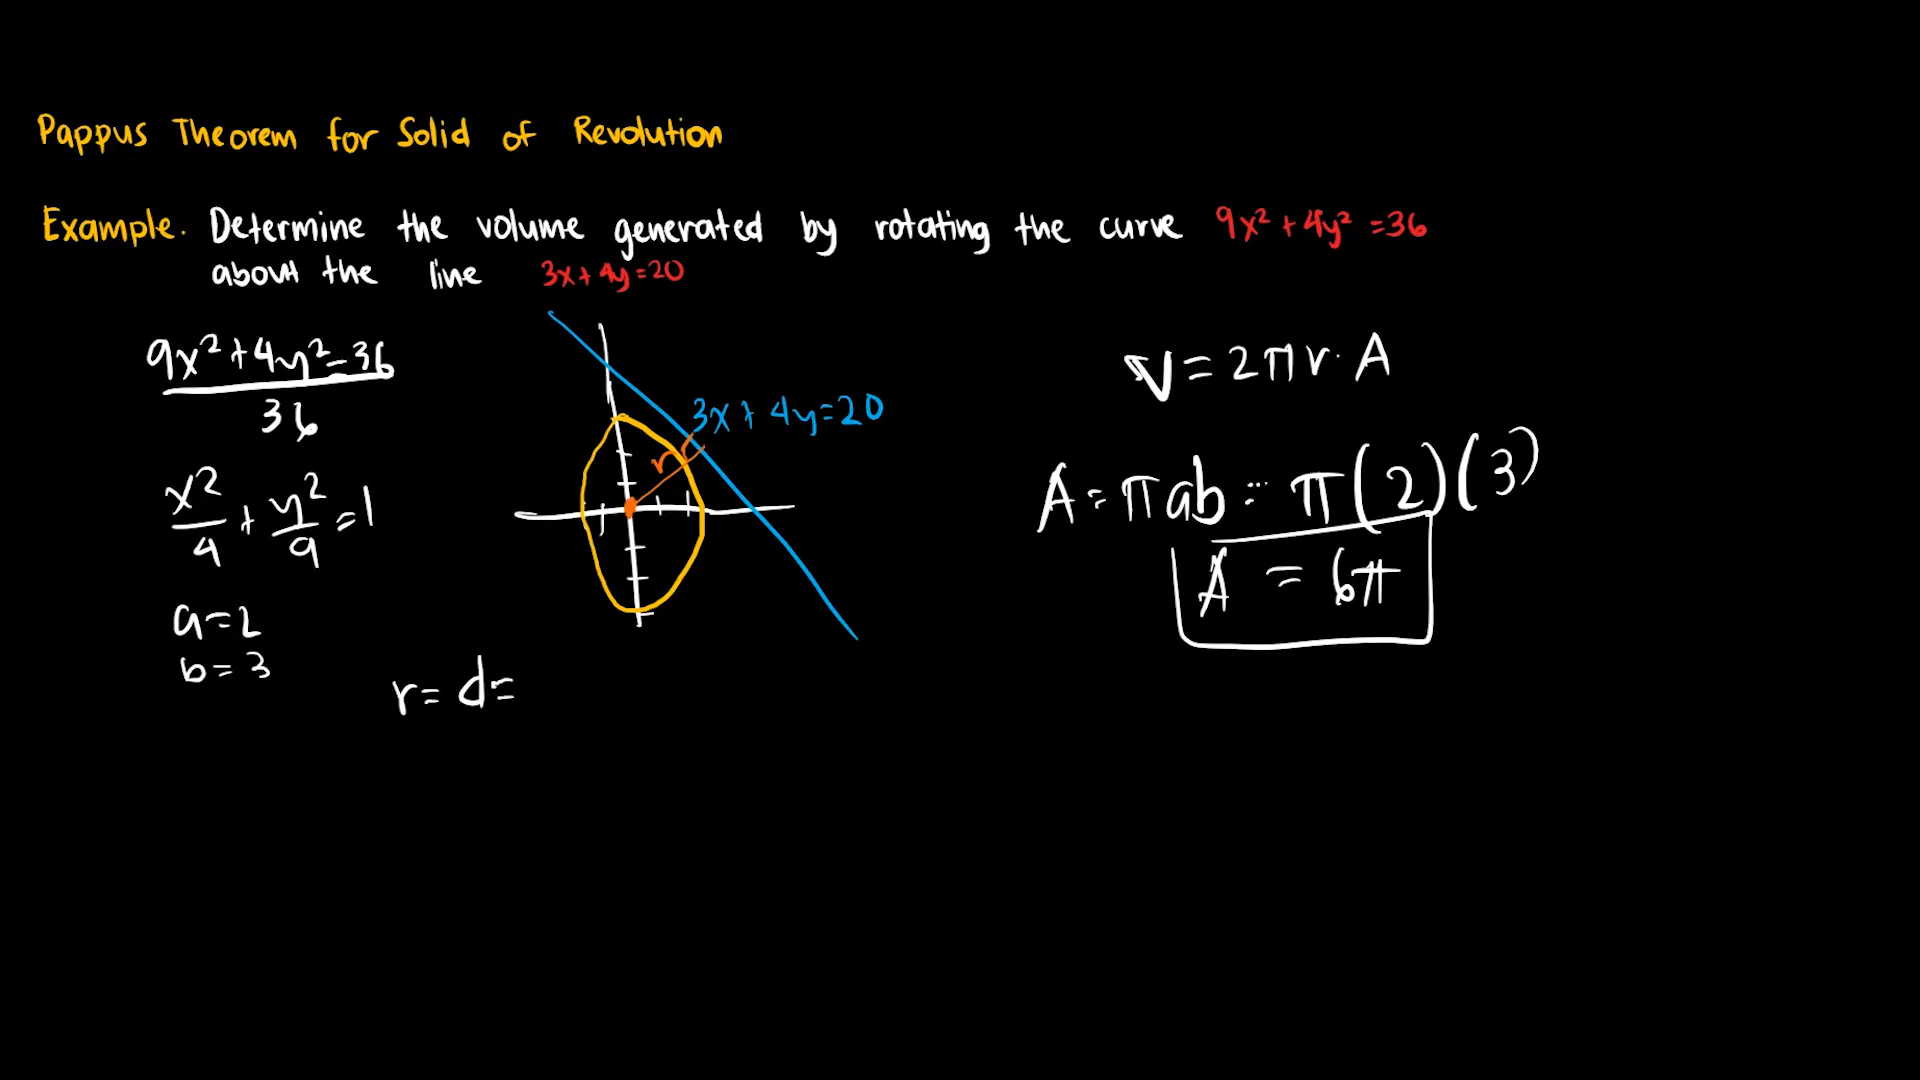 Pappus Theorem for Solid of Revolution
Example. Determine the volume generated by rotating the curve 9x² + 4y² = 36
about the line 3x + 4y = 20
9x² + 4y² = 36
36
x²/4 + y²/9 = 1
a = 2
b = 3
r = d =
3x + 4y = 20
r
V = 2πr · A
A = πab = π(2)(3)
A = 6π